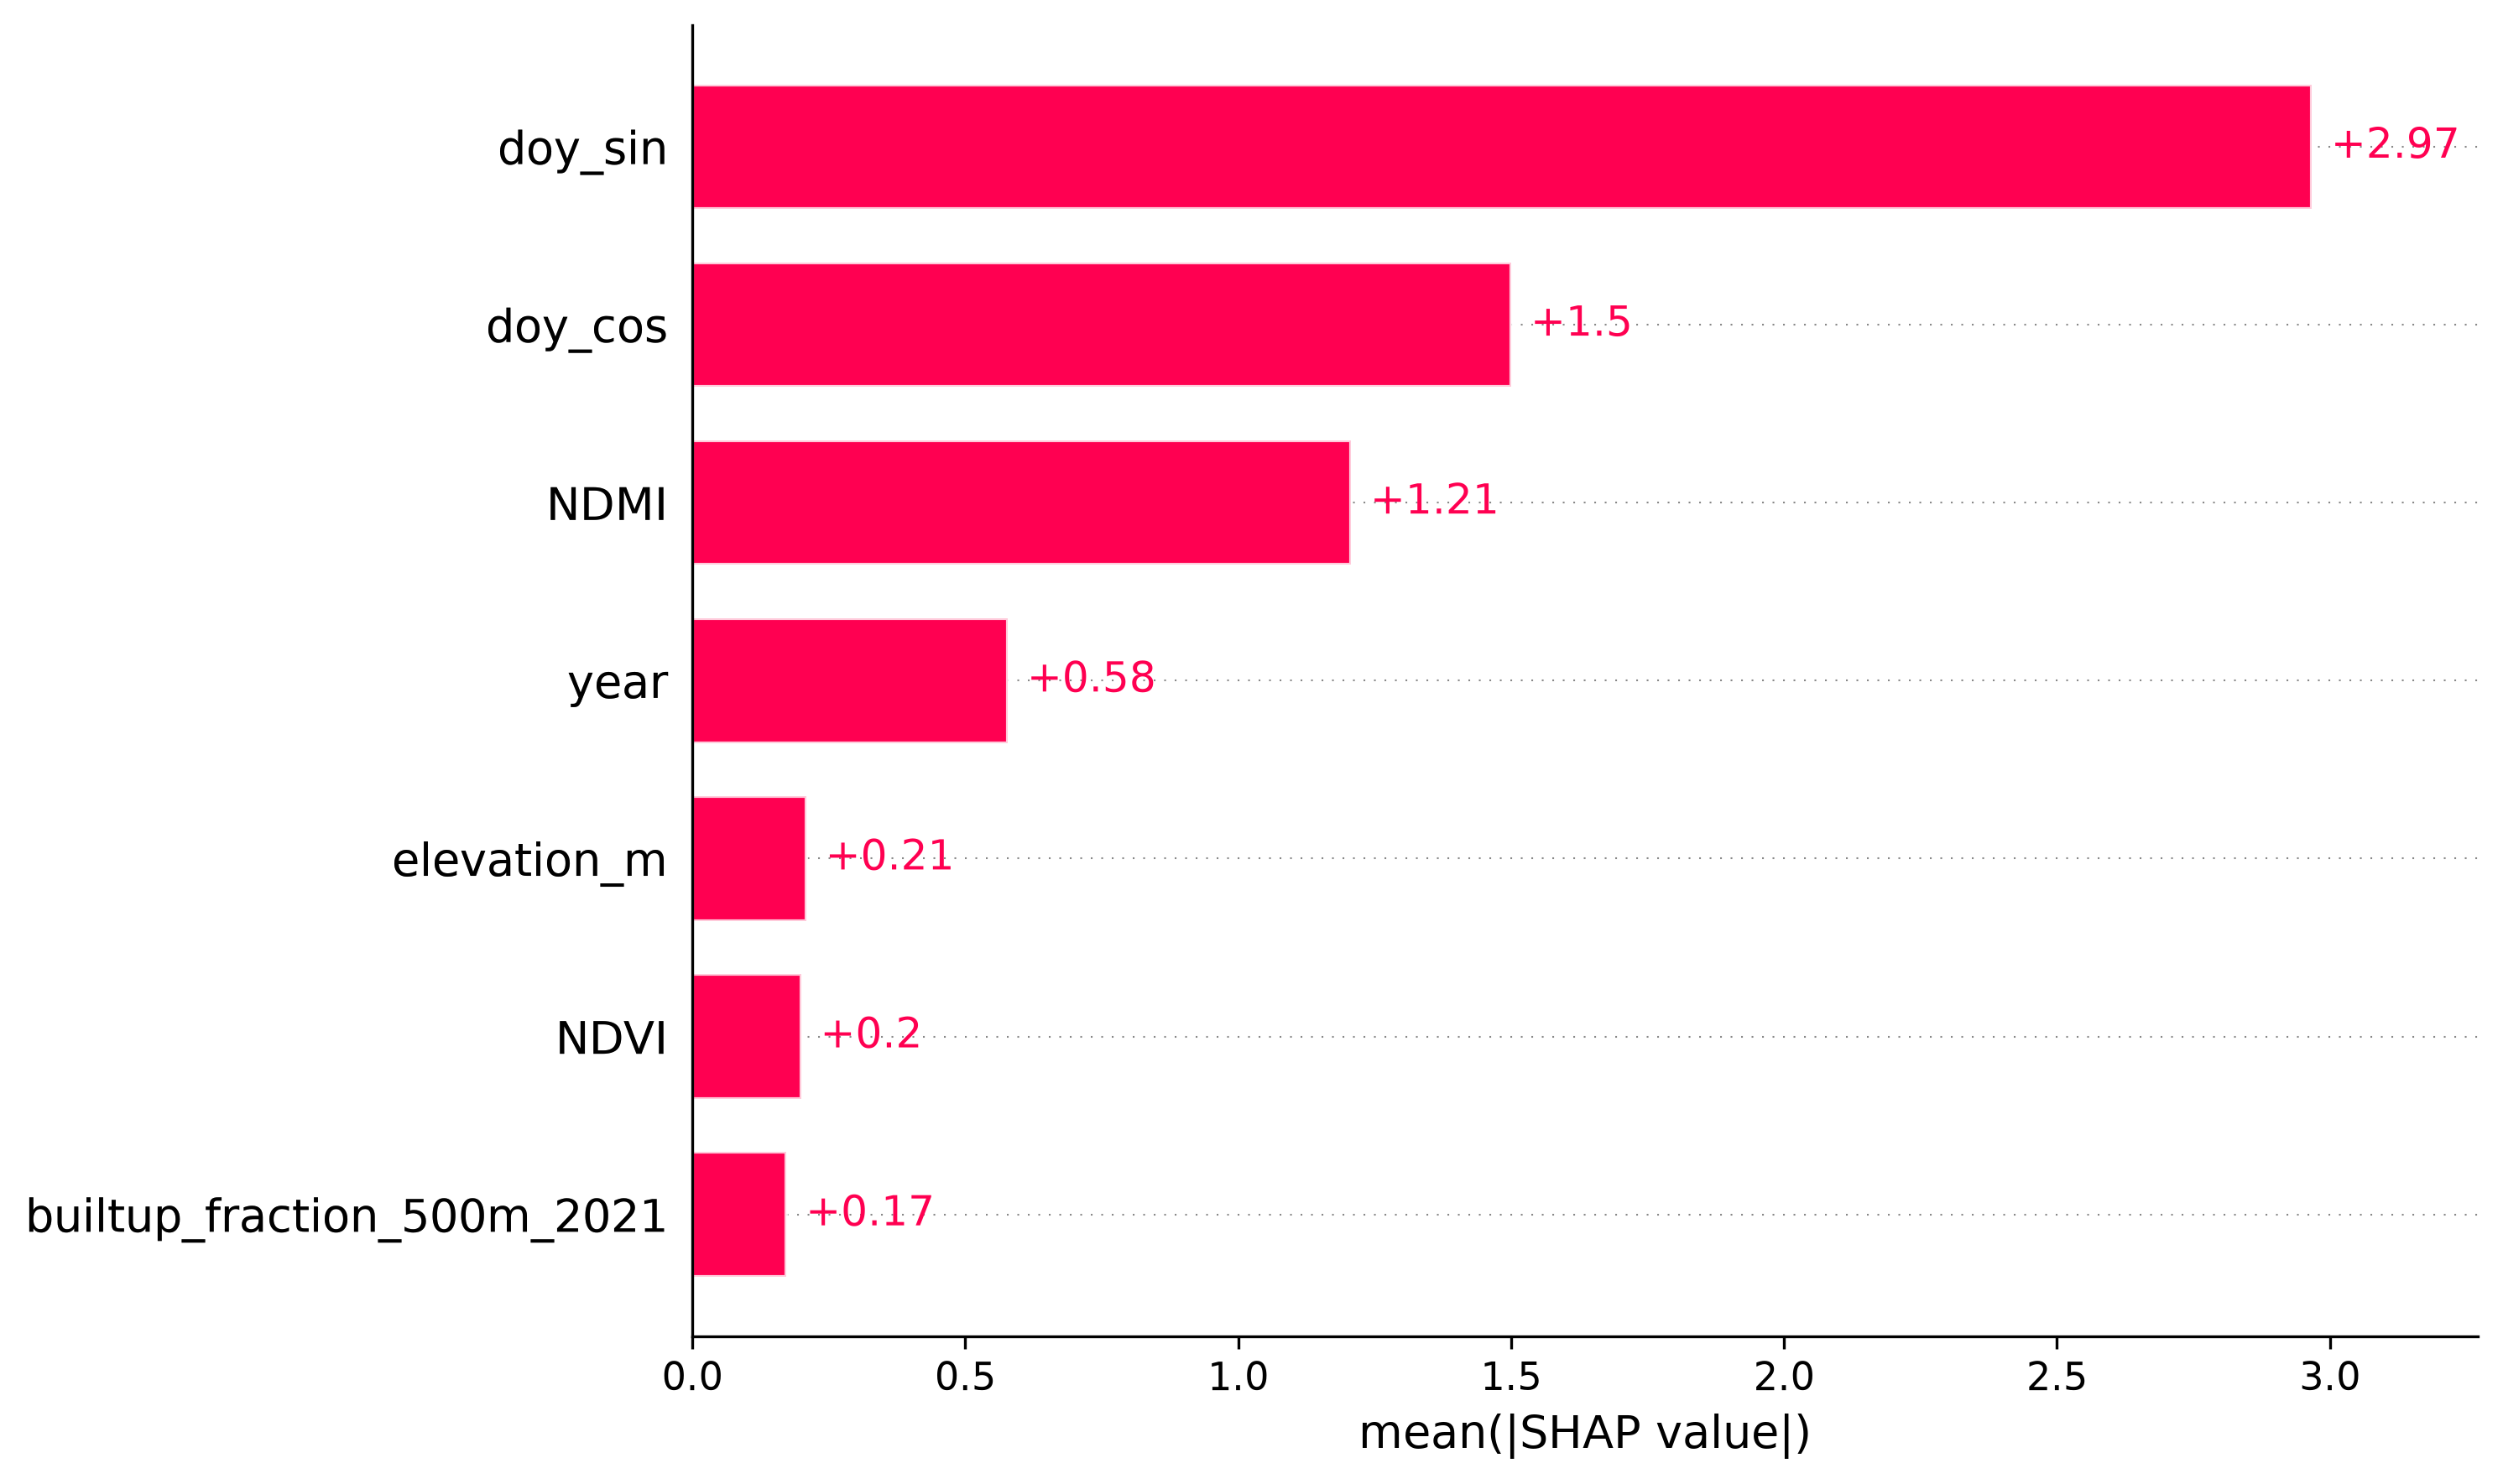 doy_sin +2.97
doy_cos +1.5
NDMI +1.21
year +0.58
elevation_m +0.21
NDVI +0.2
builtup_fraction_500m_2021 +0.17
0.0 0.5 1.0 1.5 2.0 2.5 3.0
mean(|SHAP value|)